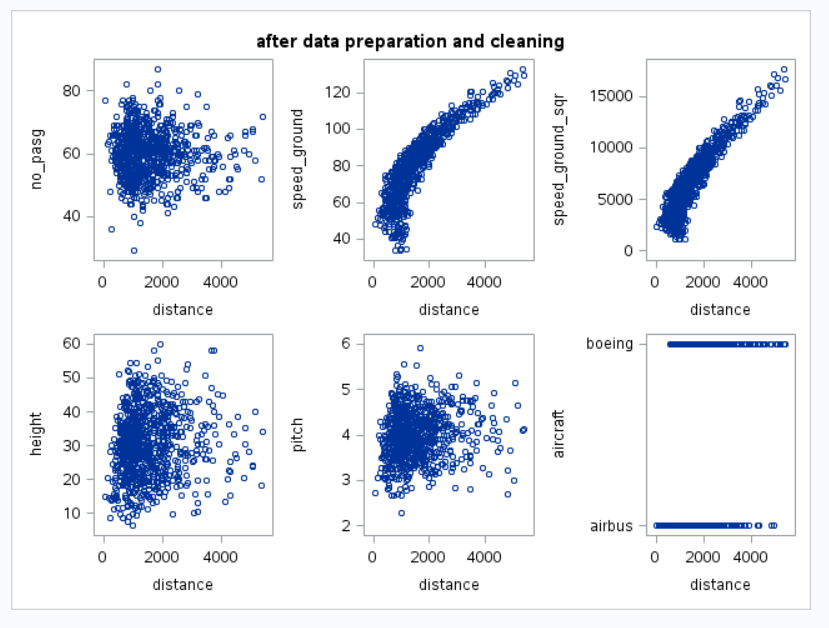 after data preparation and cleaning
no_pasg
80
60
40
0 2000 4000
distance
speed_ground
120
100
80
60
40
0 2000 4000
distance
speed_ground_sqr
15000
10000
5000
0
0 2000 4000
distance
height
60
50
40
30
20
10
0 2000 4000
distance
pitch
6
5
4
3
2
0 2000 4000
distance
aircraft
boeing
airbus
0 2000 4000
distance